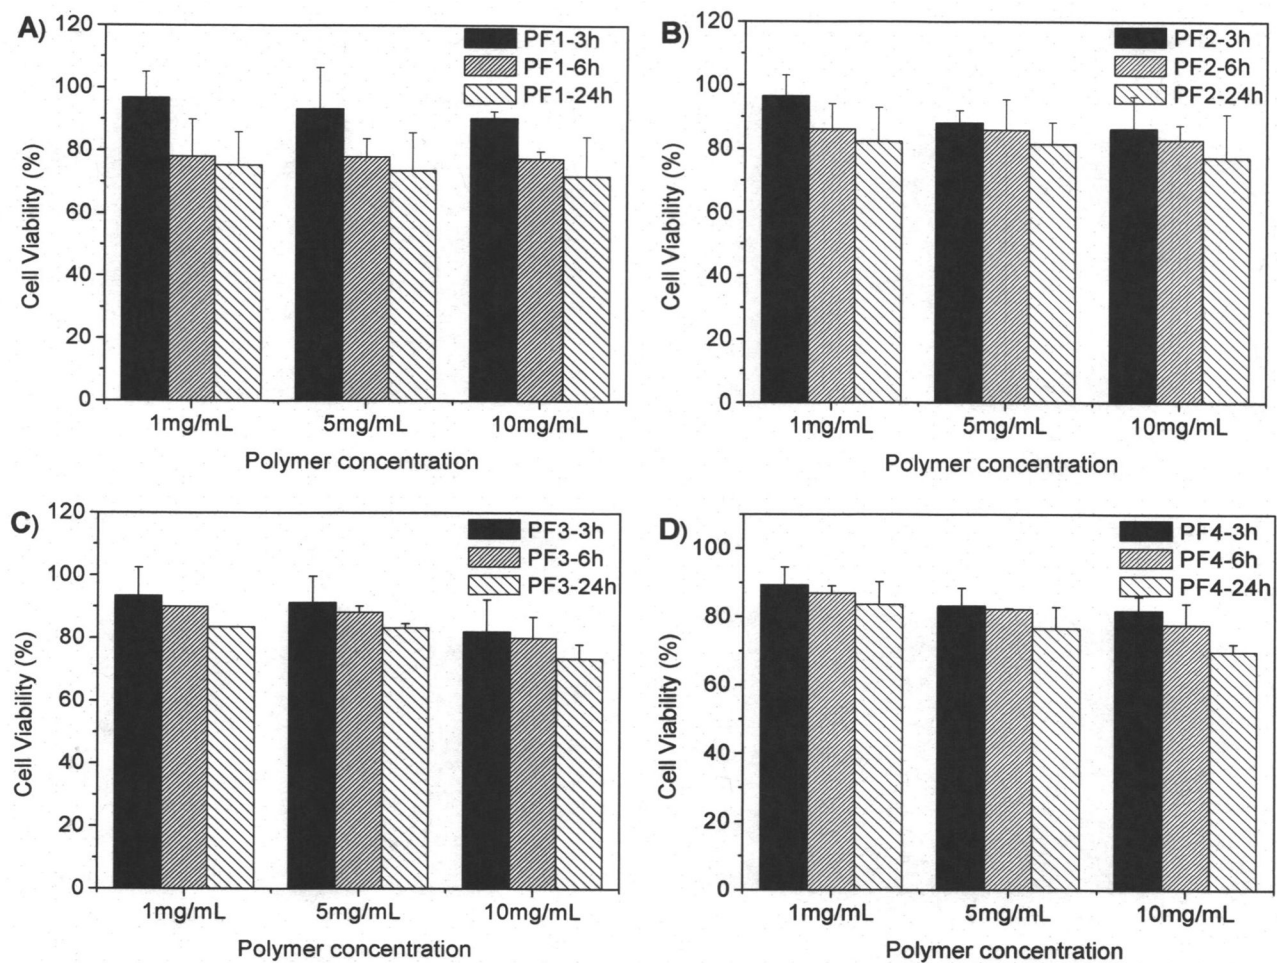 A)
120
100
80
60
40
20
0
Cell Viability (%)
PF1-3h
PF1-6h
PF1-24h
1mg/mL
5mg/mL
10mg/mL
Polymer concentration
B)
120
100
80
60
40
20
0
Cell Viability (%)
PF2-3h
PF2-6h
PF2-24h
1mg/mL
5mg/mL
10mg/mL
Polymer concentration
C)
120
100
80
60
40
20
0
Cell Viability (%)
PF3-3h
PF3-6h
PF3-24h
1mg/mL
5mg/mL
10mg/mL
Polymer concentration
D)
100
80
60
40
20
0
Cell Viability (%)
PF4-3h
PF4-6h
PF4-24h
1mg/mL
5mg/mL
10mg/mL
Polymer concentration